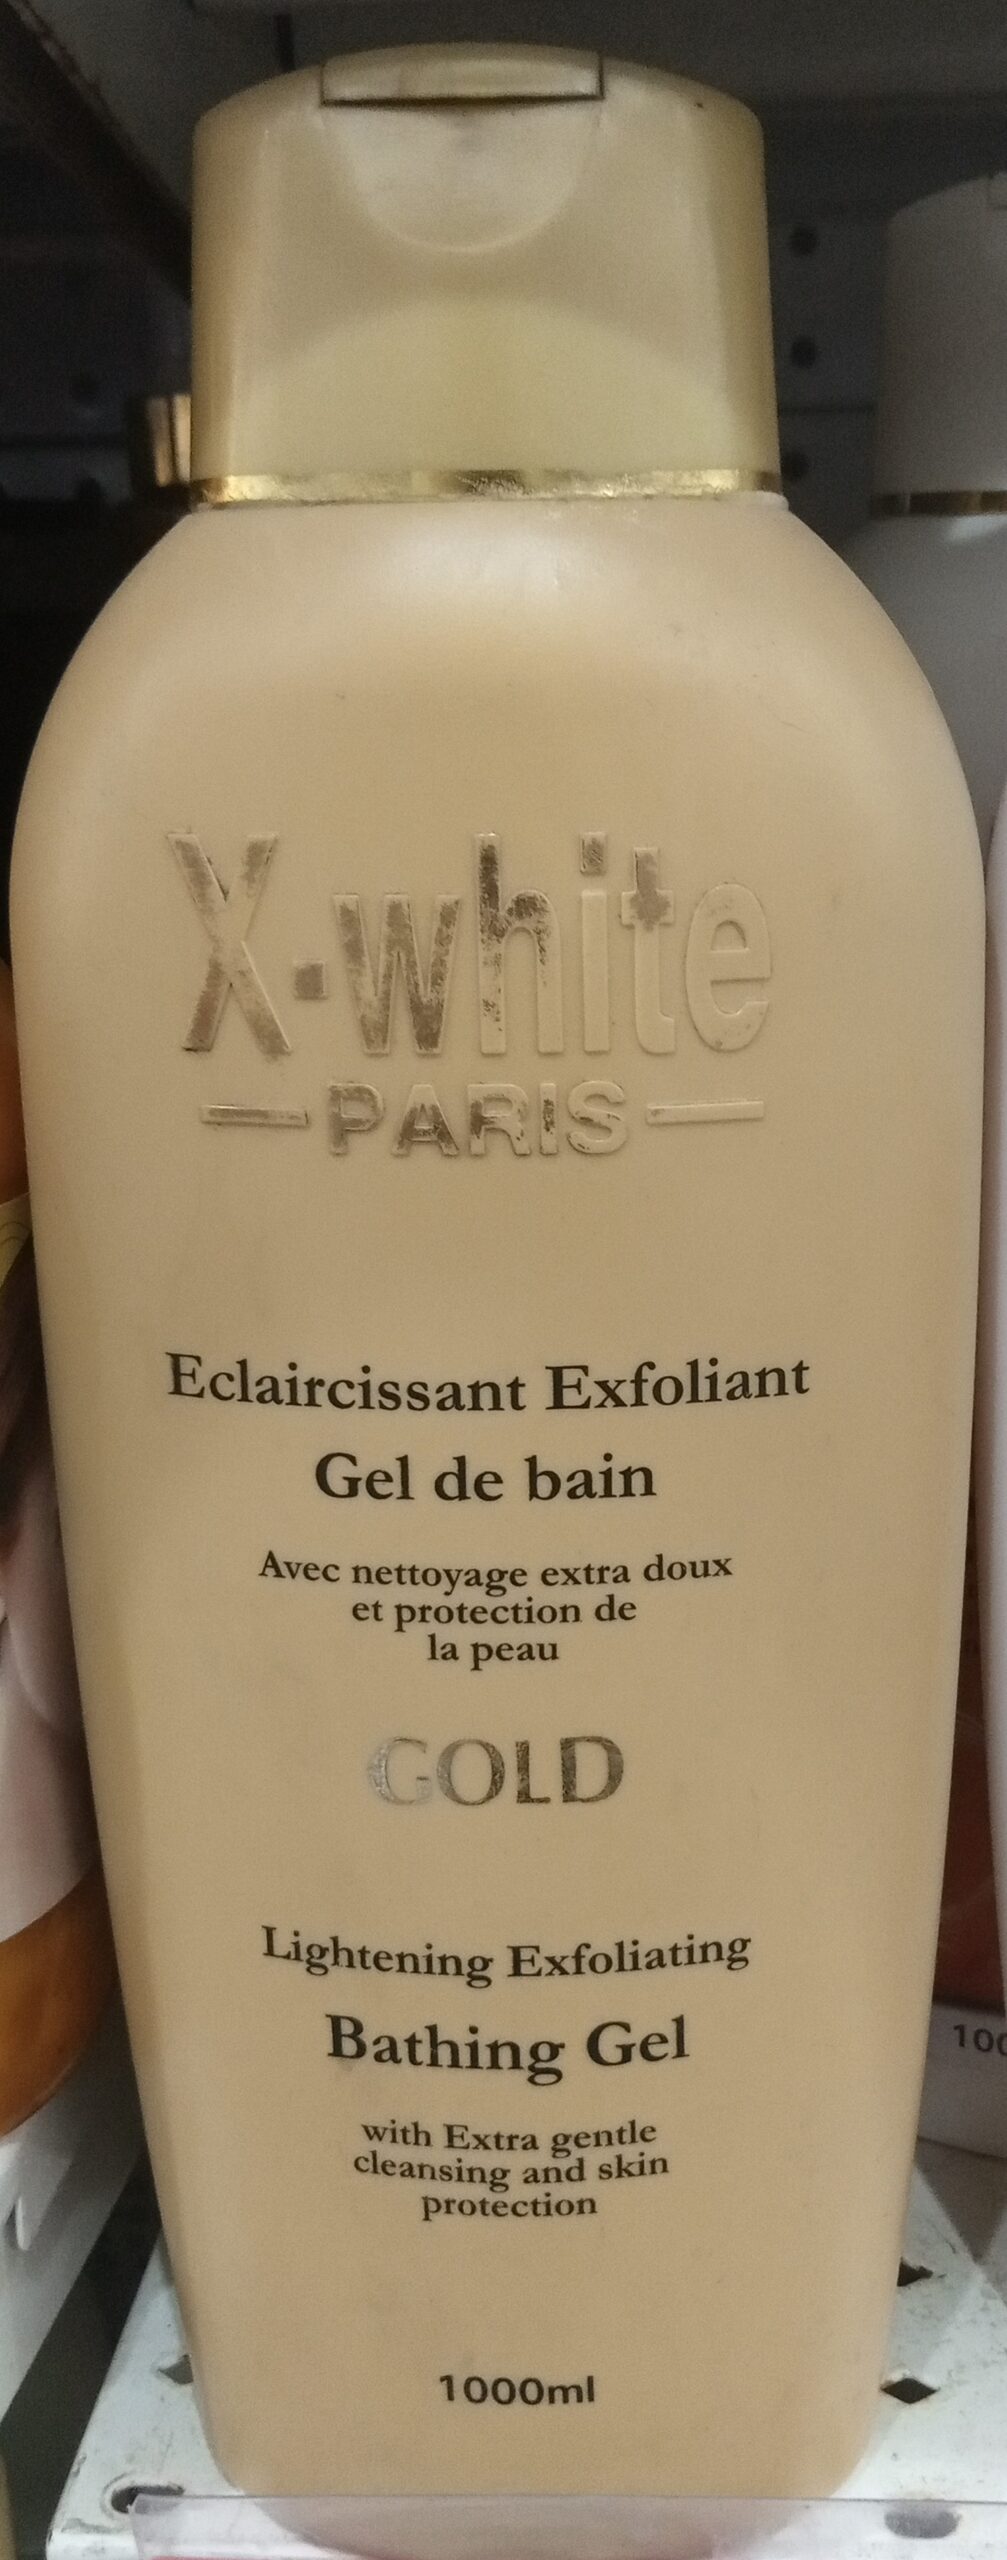 X·white
PARIS
Eclaircissant Exfoliant
Gel de bain
Avec nettoyage extra doux
et protection de
la peau
GOLD
Lightening Exfoliating
Bathing Gel
with Extra gentle
cleansing and skin
protection
1000ml